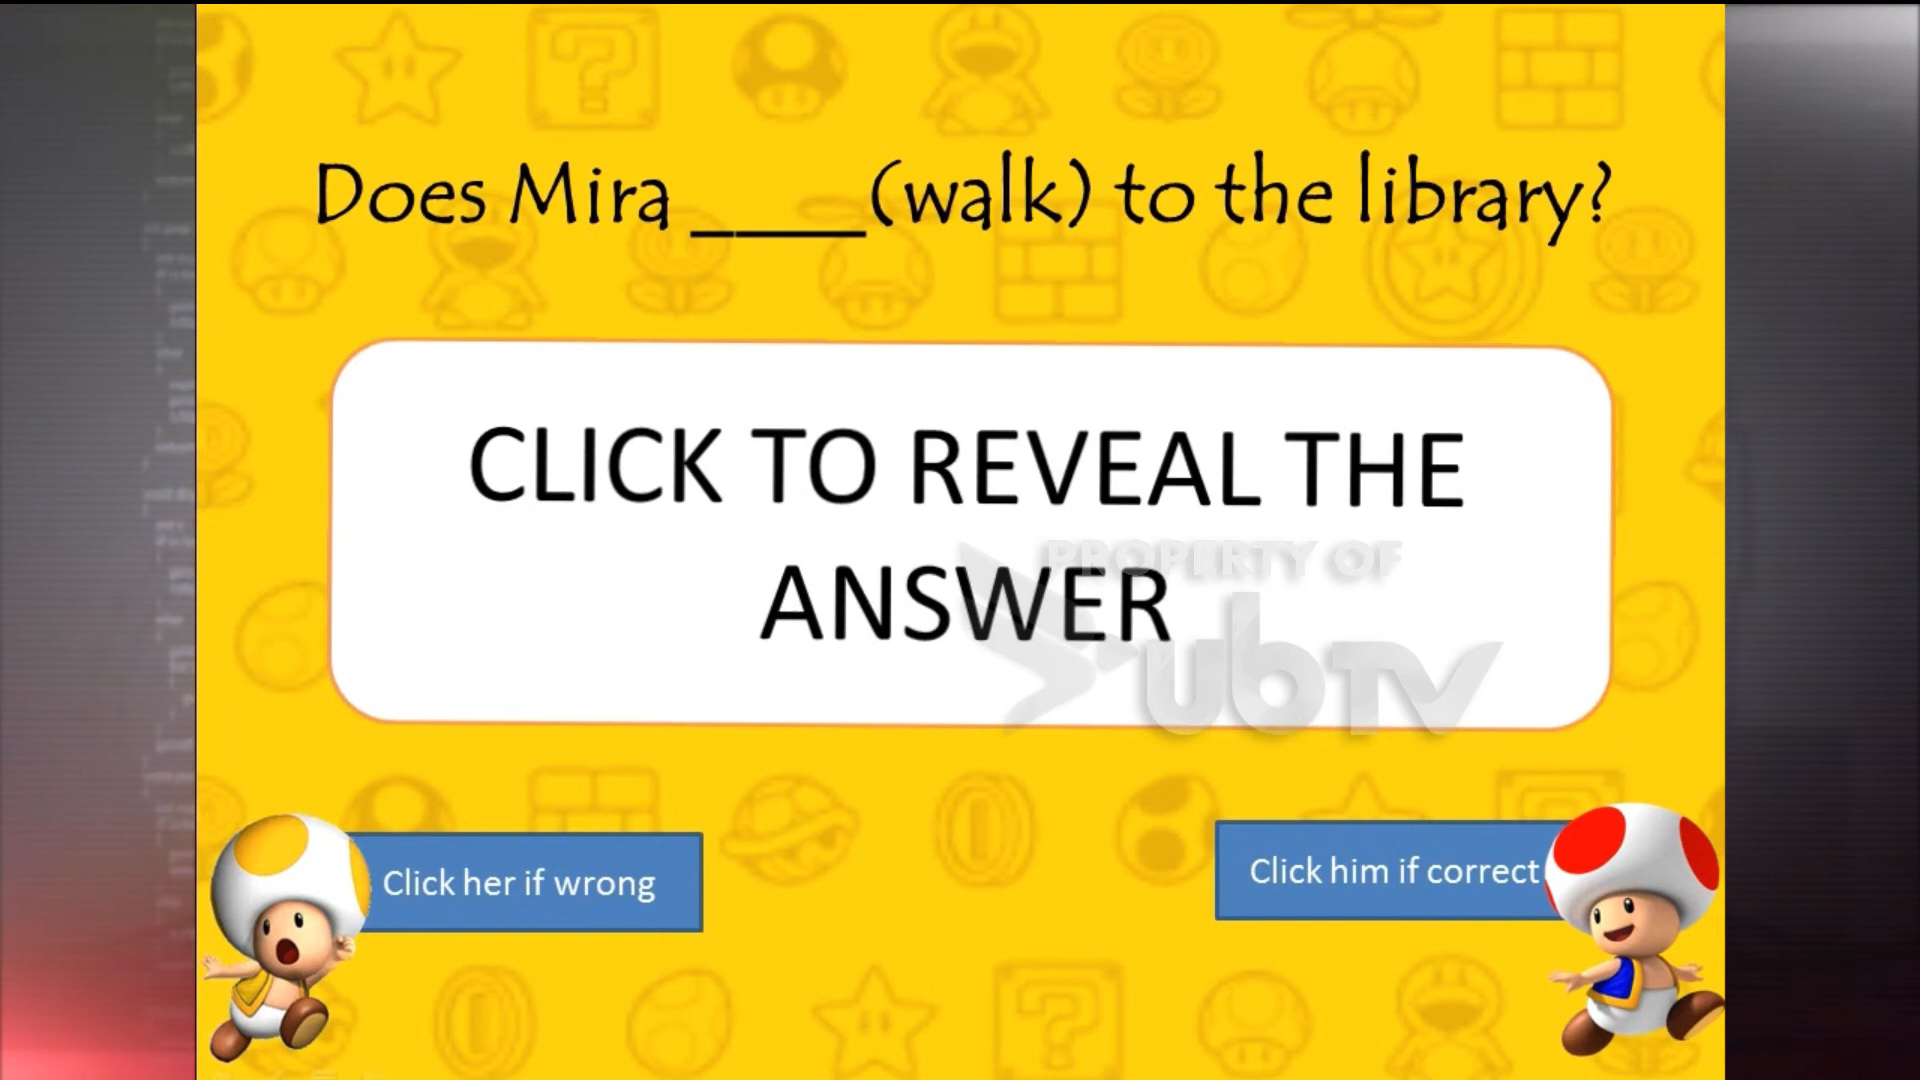 Does Mira ____(walk) to the library?
CLICK TO REVEAL THE
ANSWER
PROPERTY OF
UBTV
Click her if wrong
Click him if correct